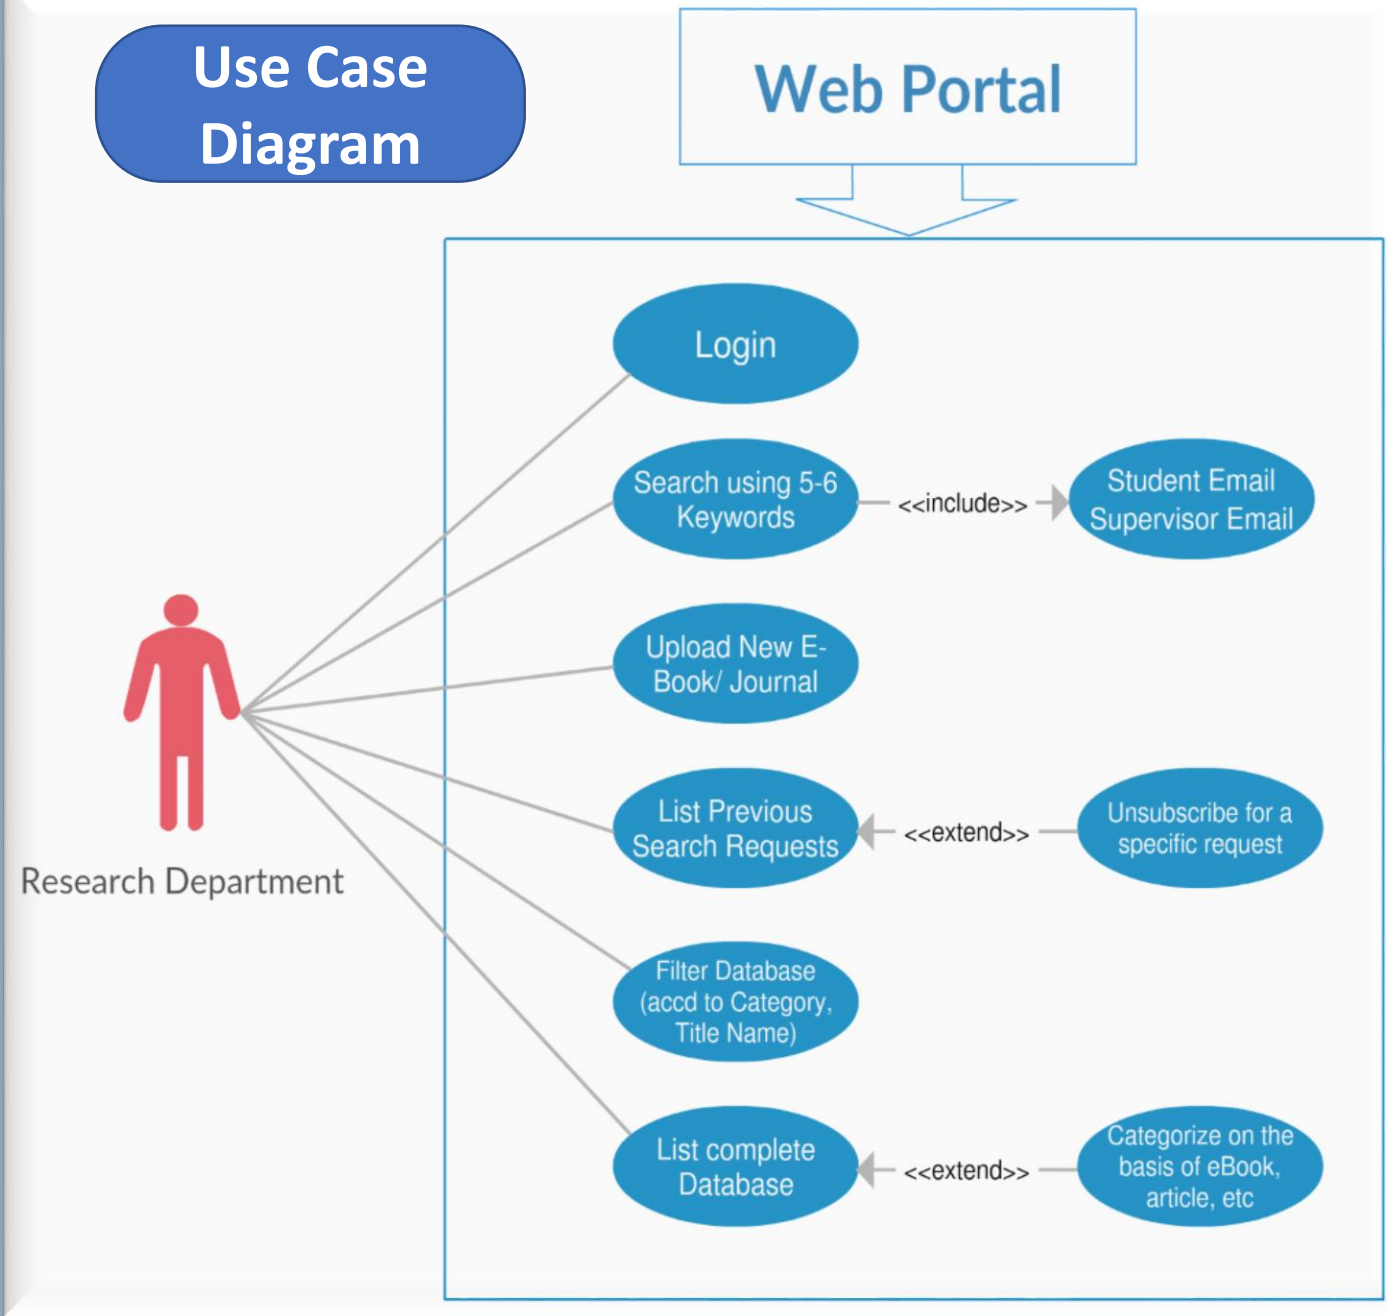 Use Case
Diagram
Web Portal
Login
Search using 5-6
Keywords
<<include>>
Student Email
Supervisor Email
Upload New E-
Book/ Journal
List Previous
Search Requests
<<extend>>
Unsubscribe for a
specific request
Research Department
Filter Database
(accd to Category,
Title Name)
List complete
Database
<<extend>>
Categorize on the
basis of eBook,
article, etc